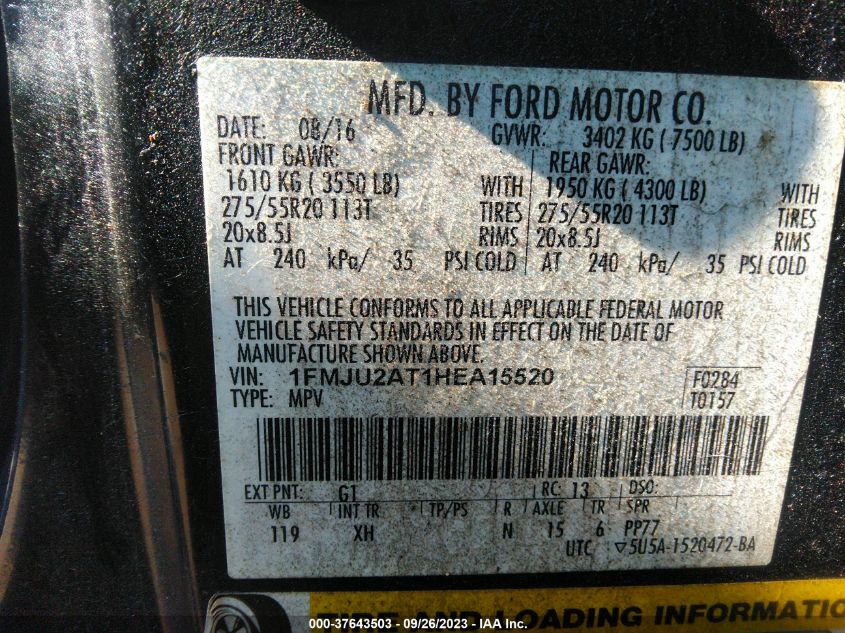 MFD. BY FORD MOTOR CO.
DATE: 08/16 GVWR: 3402 KG ( 7500 LB)
FRONT GAWR: REAR GAWR:
1610 KG ( 3550 LB) WITH 1950 KG ( 4300 LB) WITH
275/55R20 113T TIRES 275/55R20 113T TIRES
20x8.5J RIMS 20x8.5J RIMS
AT 240 kPa/ 35 PSI COLD AT 240 kPa/ 35 PSI COLD
THIS VEHICLE CONFORMS TO ALL APPLICABLE FEDERAL MOTOR
VEHICLE SAFETY STANDARDS IN EFFECT ON THE DATE OF
MANUFACTURE SHOWN ABOVE.
VIN: 1FMJU2AT1HEA15520 F0284
TYPE: MPV T0157
EXT PNT: G1 RC: 13 DSO:
WB INT TR TP/PS R AXLE TR SPR
119 XH N 15 6 PP77
UTC ▽5U5A-1520472-BA
TIRE AND LOADING INFORMATION
000-37643503 - 09/26/2023 - IAA Inc.